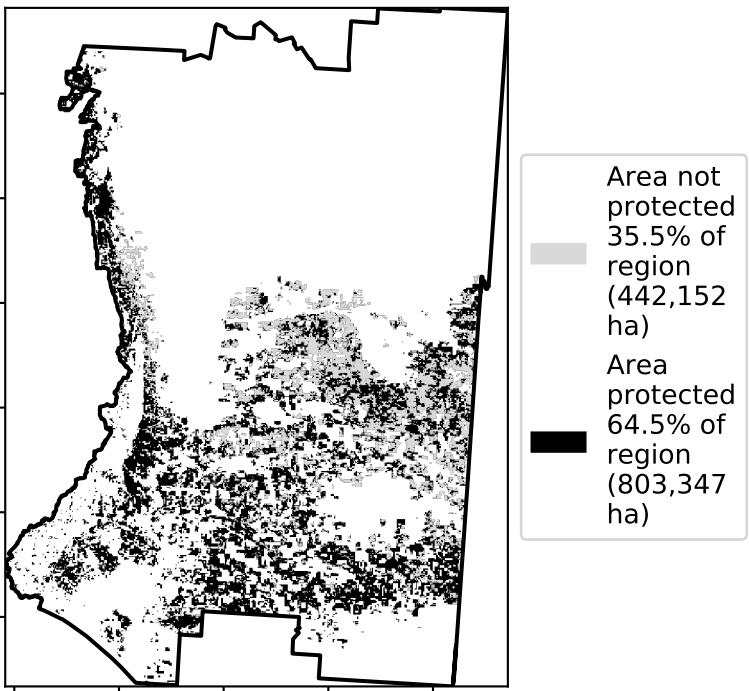 Area not
protected
35.5% of
region
(442,152
ha)
Area
protected
64.5% of
region
(803,347
ha)